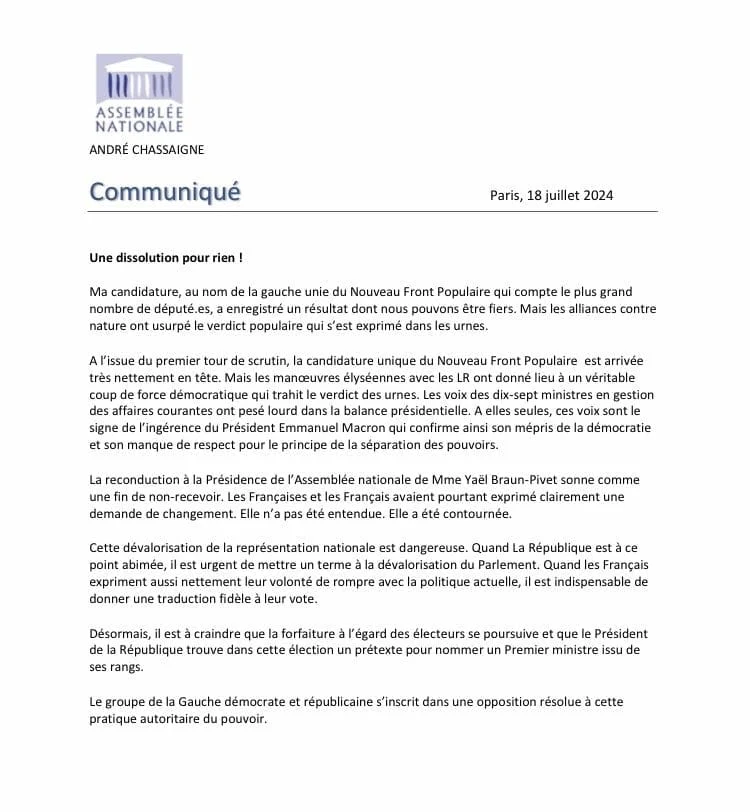 ASSEMBLÉE
NATIONALE
ANDRÉ CHASSAIGNE
Communiqué
Paris, 18 juillet 2024
Une dissolution pour rien !
Ma candidature, au nom de la gauche unie du Nouveau Front Populaire qui compte le plus grand
nombre de député.es, a enregistré un résultat dont nous pouvons être fiers. Mais les alliances contre
nature ont usurpé le verdict populaire qui s’est exprimé dans les urnes.
A l’issue du premier tour de scrutin, la candidature unique du Nouveau Front Populaire est arrivée
très nettement en tête. Mais les manœuvres élyséennes avec les LR ont donné lieu à un véritable
coup de force démocratique qui trahit le verdict des urnes. Les voix des dix-sept ministres en gestion
des affaires courantes ont pesé lourd dans la balance présidentielle. A elles seules, ces voix sont le
signe de l’ingérence du Président Emmanuel Macron qui confirme ainsi son mépris de la démocratie
et son manque de respect pour le principe de la séparation des pouvoirs.
La reconduction à la Présidence de l’Assemblée nationale de Mme Yaël Braun-Pivet sonne comme
une fin de non-recevoir. Les Françaises et les Français avaient pourtant exprimé clairement une
demande de changement. Elle n’a pas été entendue. Elle a été contournée.
Cette dévalorisation de la représentation nationale est dangereuse. Quand La République est à ce
point abimée, il est urgent de mettre un terme à la dévalorisation du Parlement. Quand les Français
expriment aussi nettement leur volonté de rompre avec la politique actuelle, il est indispensable de
donner une traduction fidèle à leur vote.
Désormais, il est à craindre que la forfaiture à l’égard des électeurs se poursuive et que le Président
de la République trouve dans cette élection un prétexte pour nommer un Premier ministre issu de
ses rangs.
Le groupe de la Gauche démocrate et républicaine s’inscrit dans une opposition résolue à cette
pratique autoritaire du pouvoir.